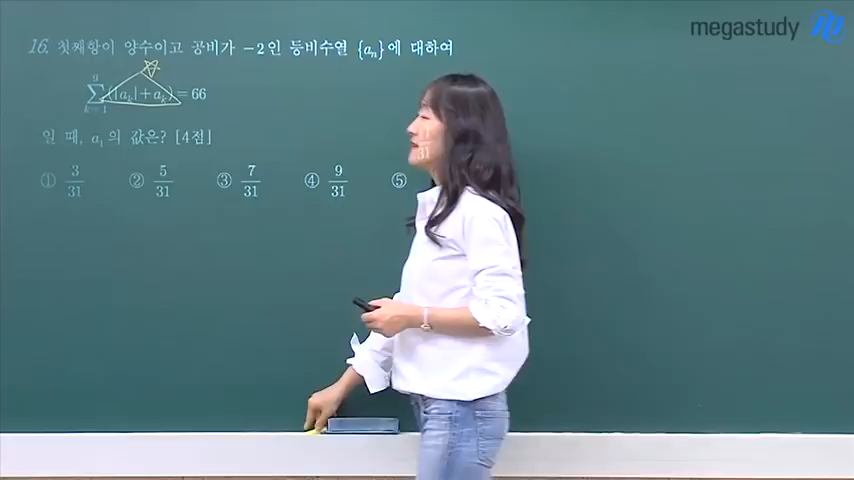 megastudy
16. 첫째항이 양수이고 공비가 -2인 등비수열 {aₙ}에 대하여
9
∑(|aₖ|+aₖ)=66
k=1
일 때, a₁의 값은? [4점]
① 3/31 ② 5/31 ③ 7/31 ④ 9/31 ⑤ 11/31